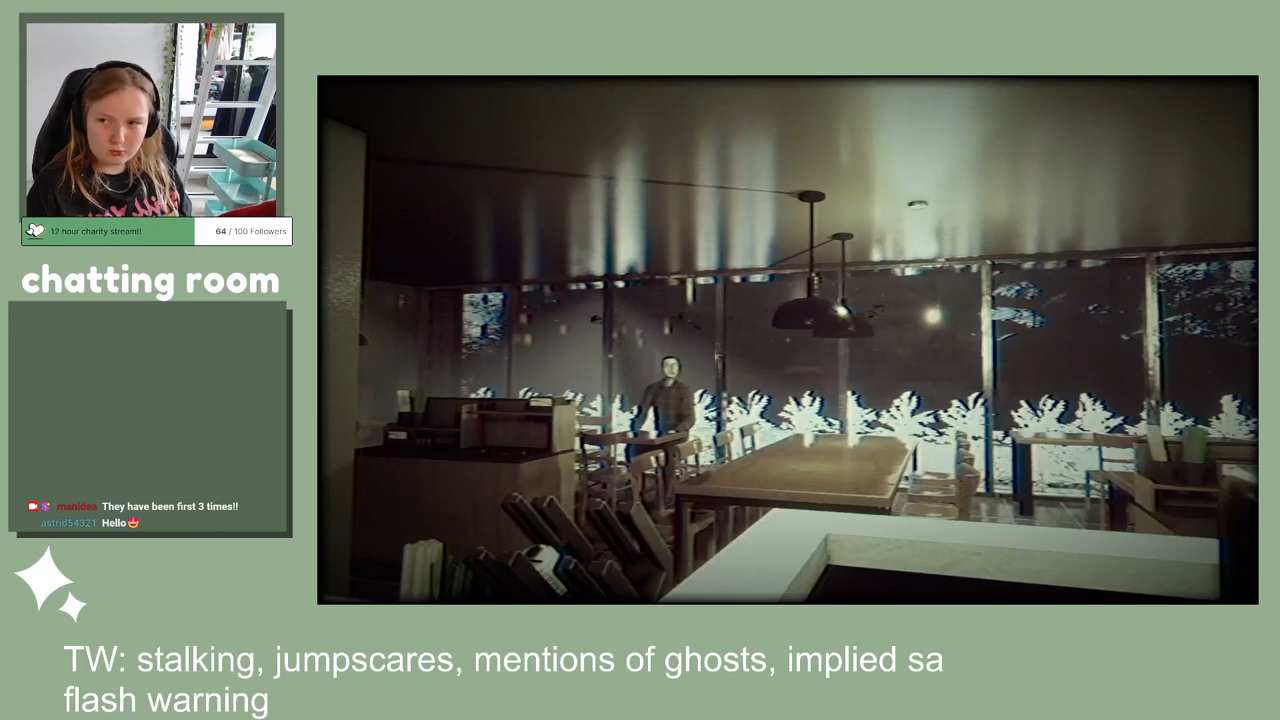 12 hour charity stream!!
64 / 100 Followers
chatting room
manidea They have been first 3 times!!
astrid54321 Hello😍
TW: stalking, jumpscares, mentions of ghosts, implied sa
flash warning